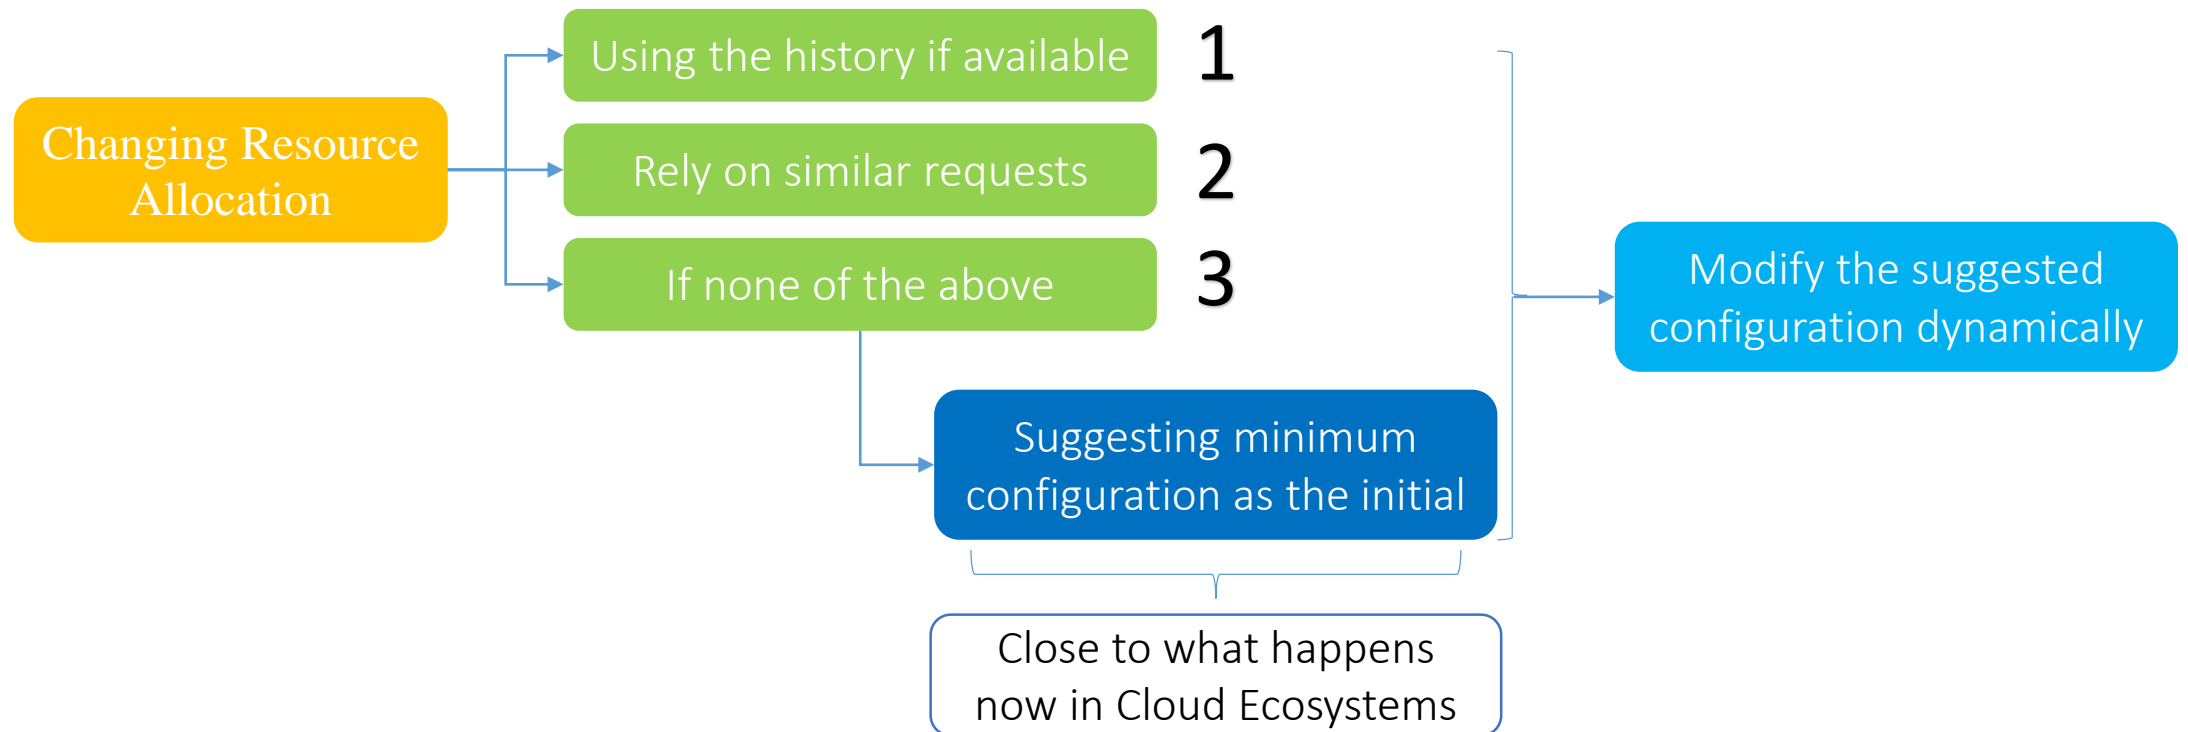 Changing Resource
Allocation
Using the history if available
1
Rely on similar requests
2
If none of the above
3
Suggesting minimum
configuration as the initial
Close to what happens
now in Cloud Ecosystems
Modify the suggested
configuration dynamically